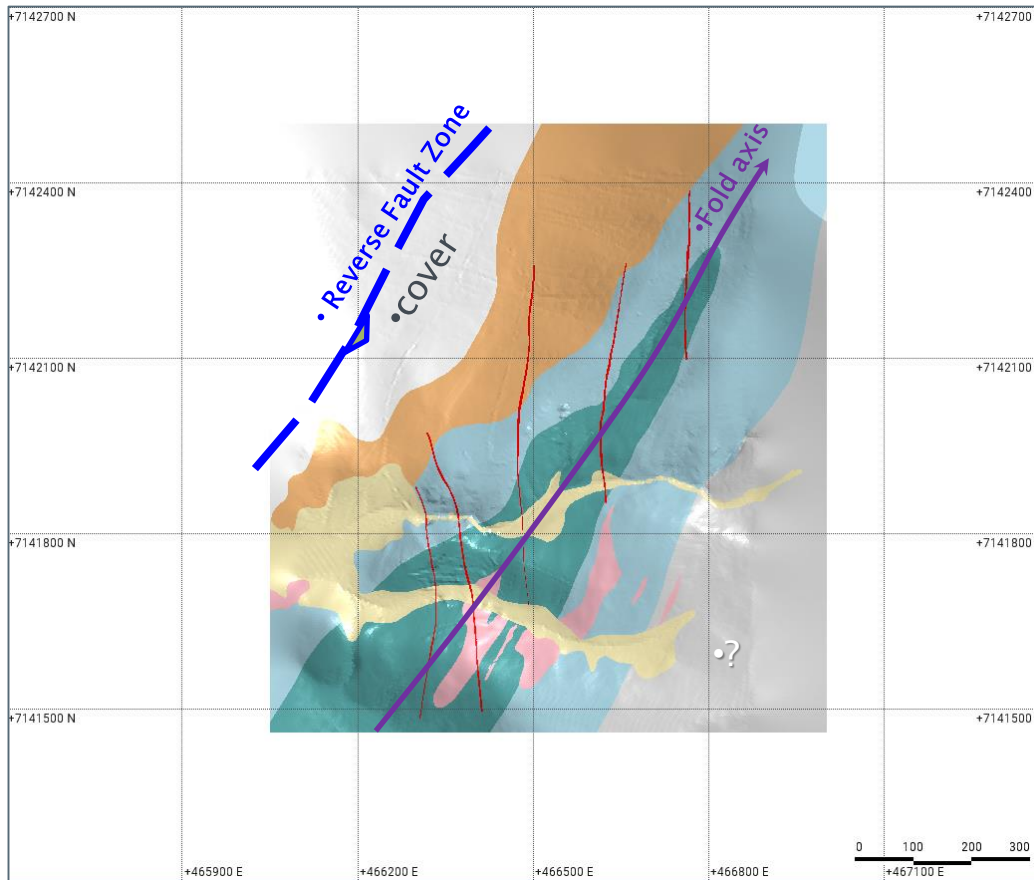 +7142700 N
+7142700
• Reverse Fault Zone
•cover
•Fold axis
+7142400 N
+7142400
+7142100 N
+7142100
+7141800 N
+7141800
•?
+7141500 N
+7141500
0 100 200 300
+465900 E
+466200 E
+466500 E
+466800 E
+467100 E